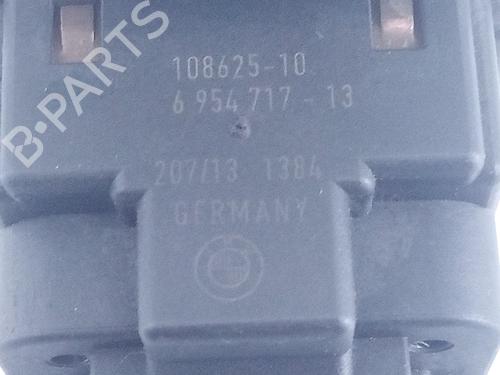 B-PARTS
108625-10
6 954 717 - 13
207/13 1384
GERMANY